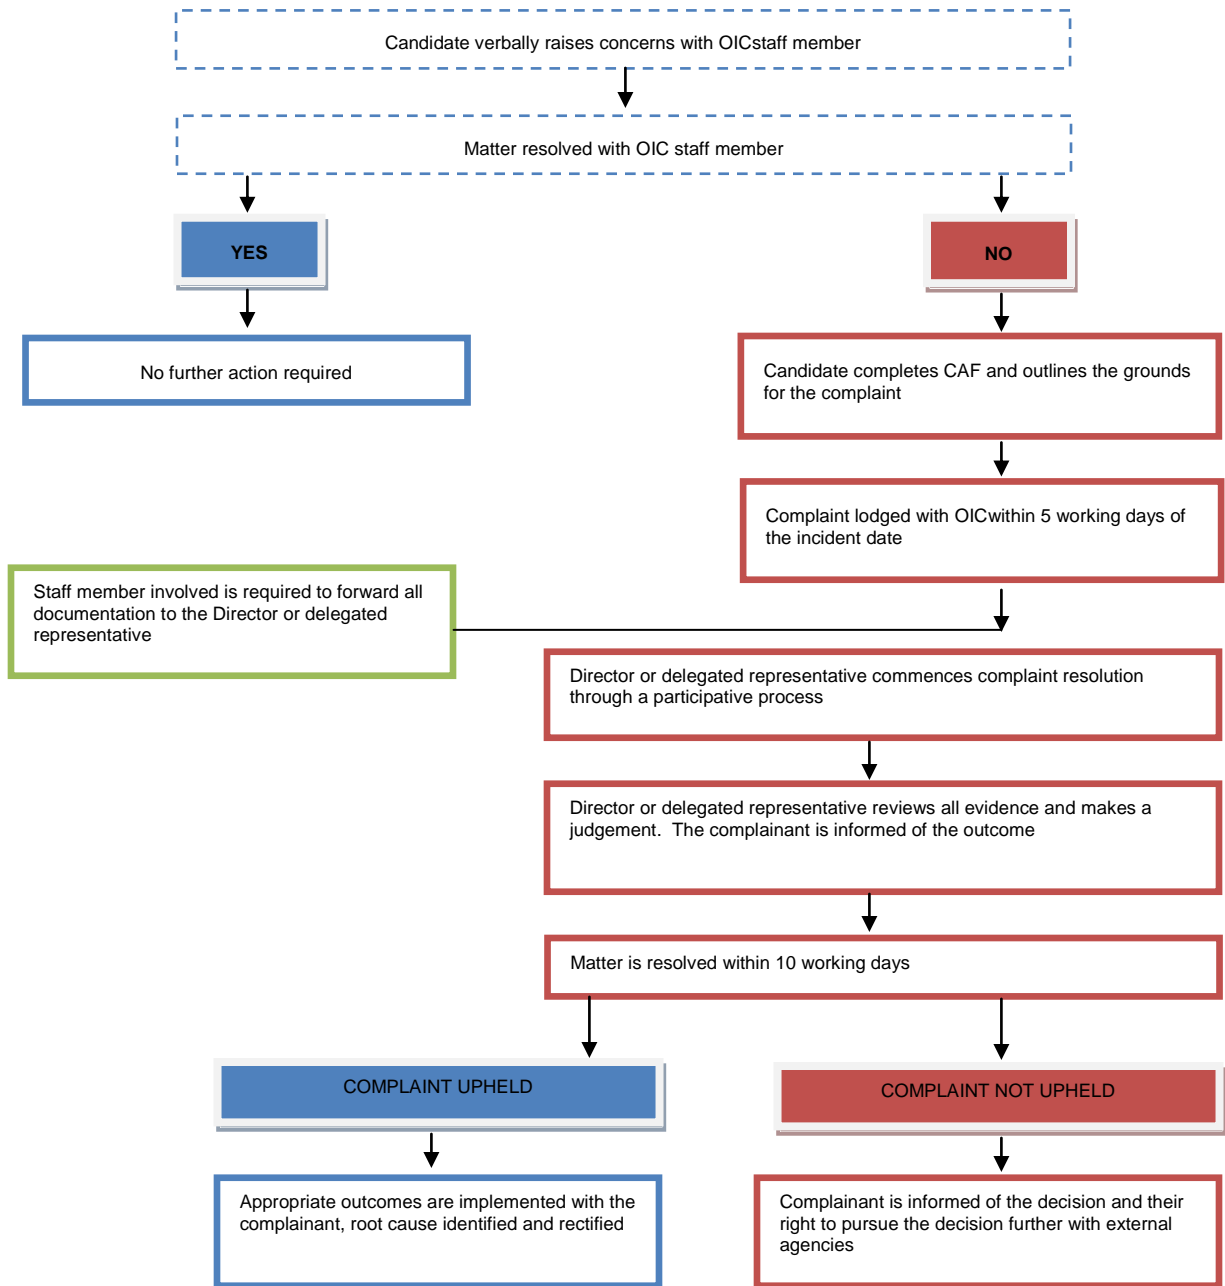 Candidate verbally raises concerns with OICstaff member
Matter resolved with OIC staff member
YES
NO
No further action required
Candidate completes CAF and outlines the grounds
for the complaint
Complaint lodged with OICwithin 5 working days of
the incident date
Staff member involved is required to forward all
documentation to the Director or delegated
representative
Director or delegated representative commences complaint resolution
through a participative process
Director or delegated representative reviews all evidence and makes a
judgement.  The complainant is informed of the outcome
Matter is resolved within 10 working days
COMPLAINT UPHELD
COMPLAINT NOT UPHELD
Appropriate outcomes are implemented with the
complainant, root cause identified and rectified
Complainant is informed of the decision and their
right to pursue the decision further with external
agencies